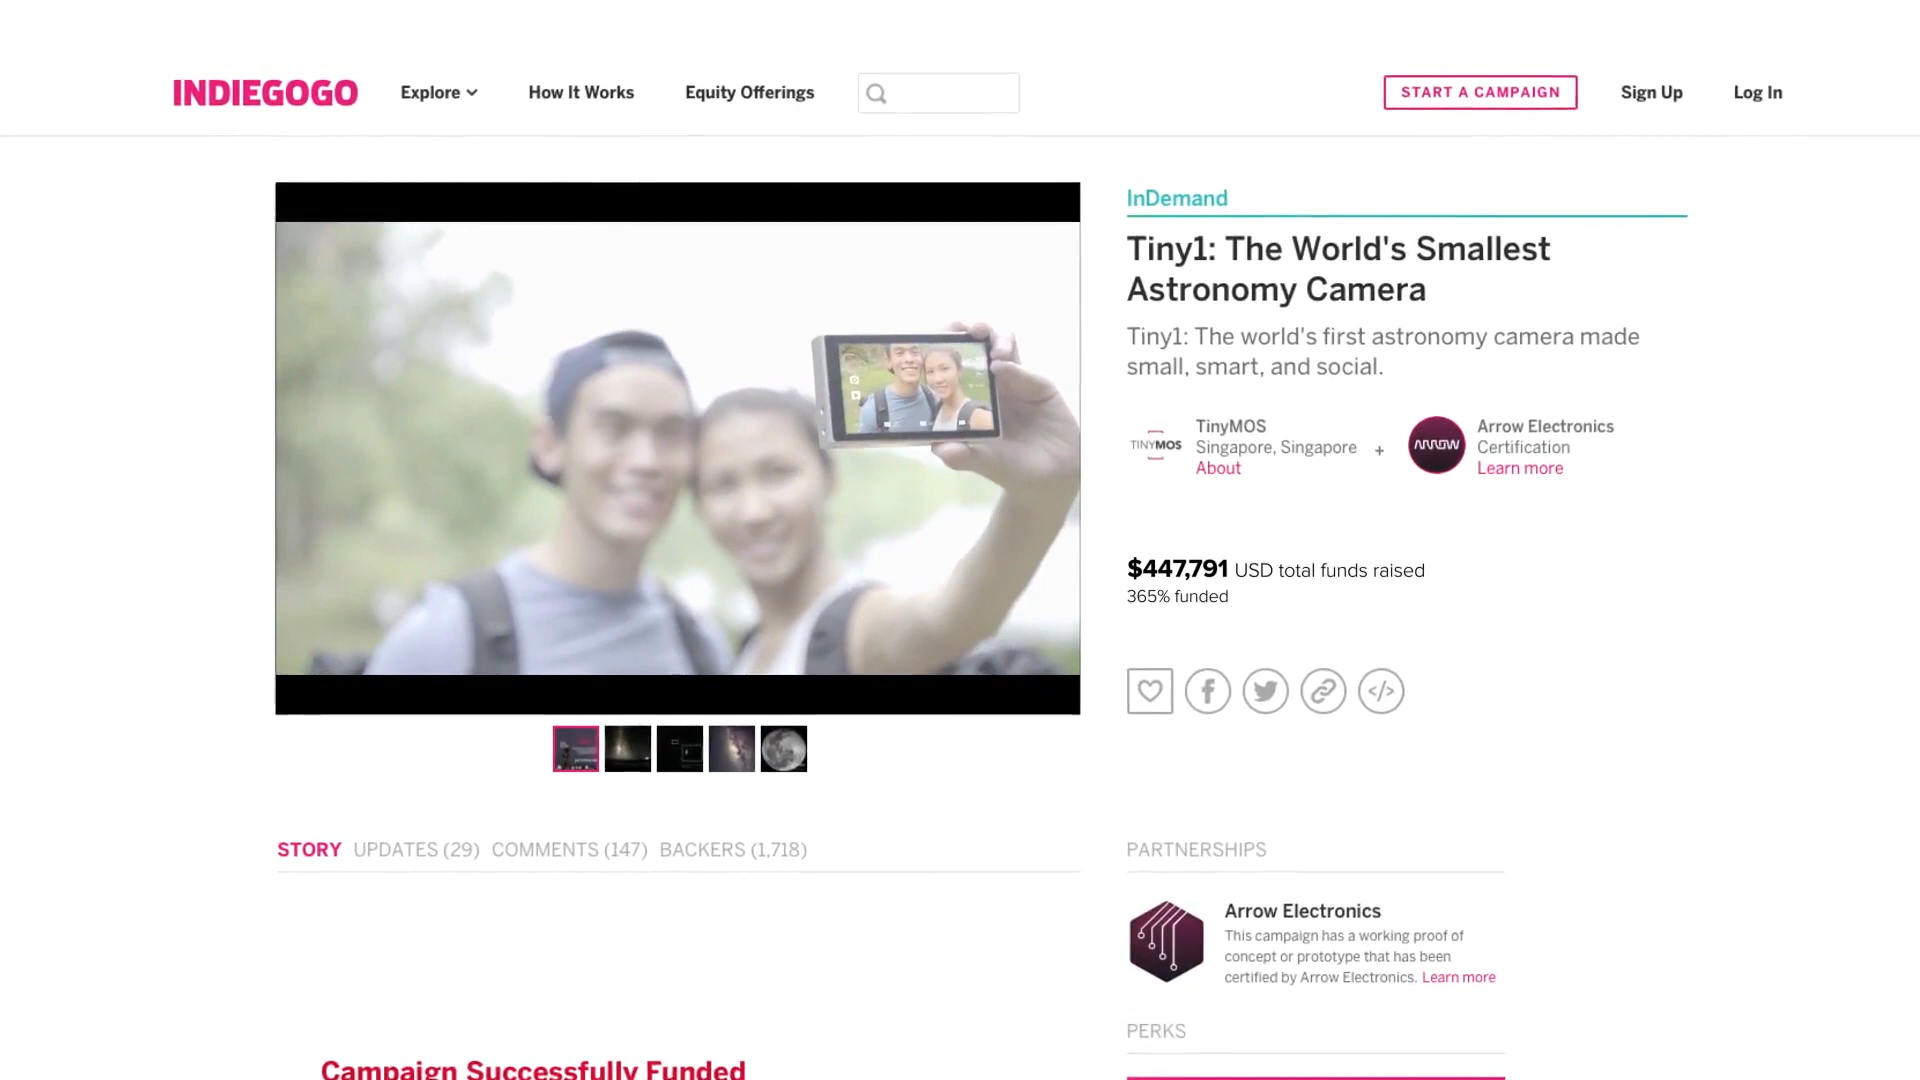 INDIEGOGO
Explore
How It Works
Equity Offerings
START A CAMPAIGN
Sign Up
Log In
InDemand
Tiny1: The World's Smallest
Astronomy Camera
Tiny1: The world's first astronomy camera made
small, smart, and social.
TINYMOS
TinyMOS
Singapore, Singapore
About
+
ARROW
Arrow Electronics
Certification
Learn more
$447,791 USD total funds raised
365% funded
STORY
UPDATES (29)
COMMENTS (147)
BACKERS (1,718)
PARTNERSHIPS
Arrow Electronics
This campaign has a working proof of
concept or prototype that has been
certified by Arrow Electronics. Learn more
PERKS
Campaign Successfully Funded